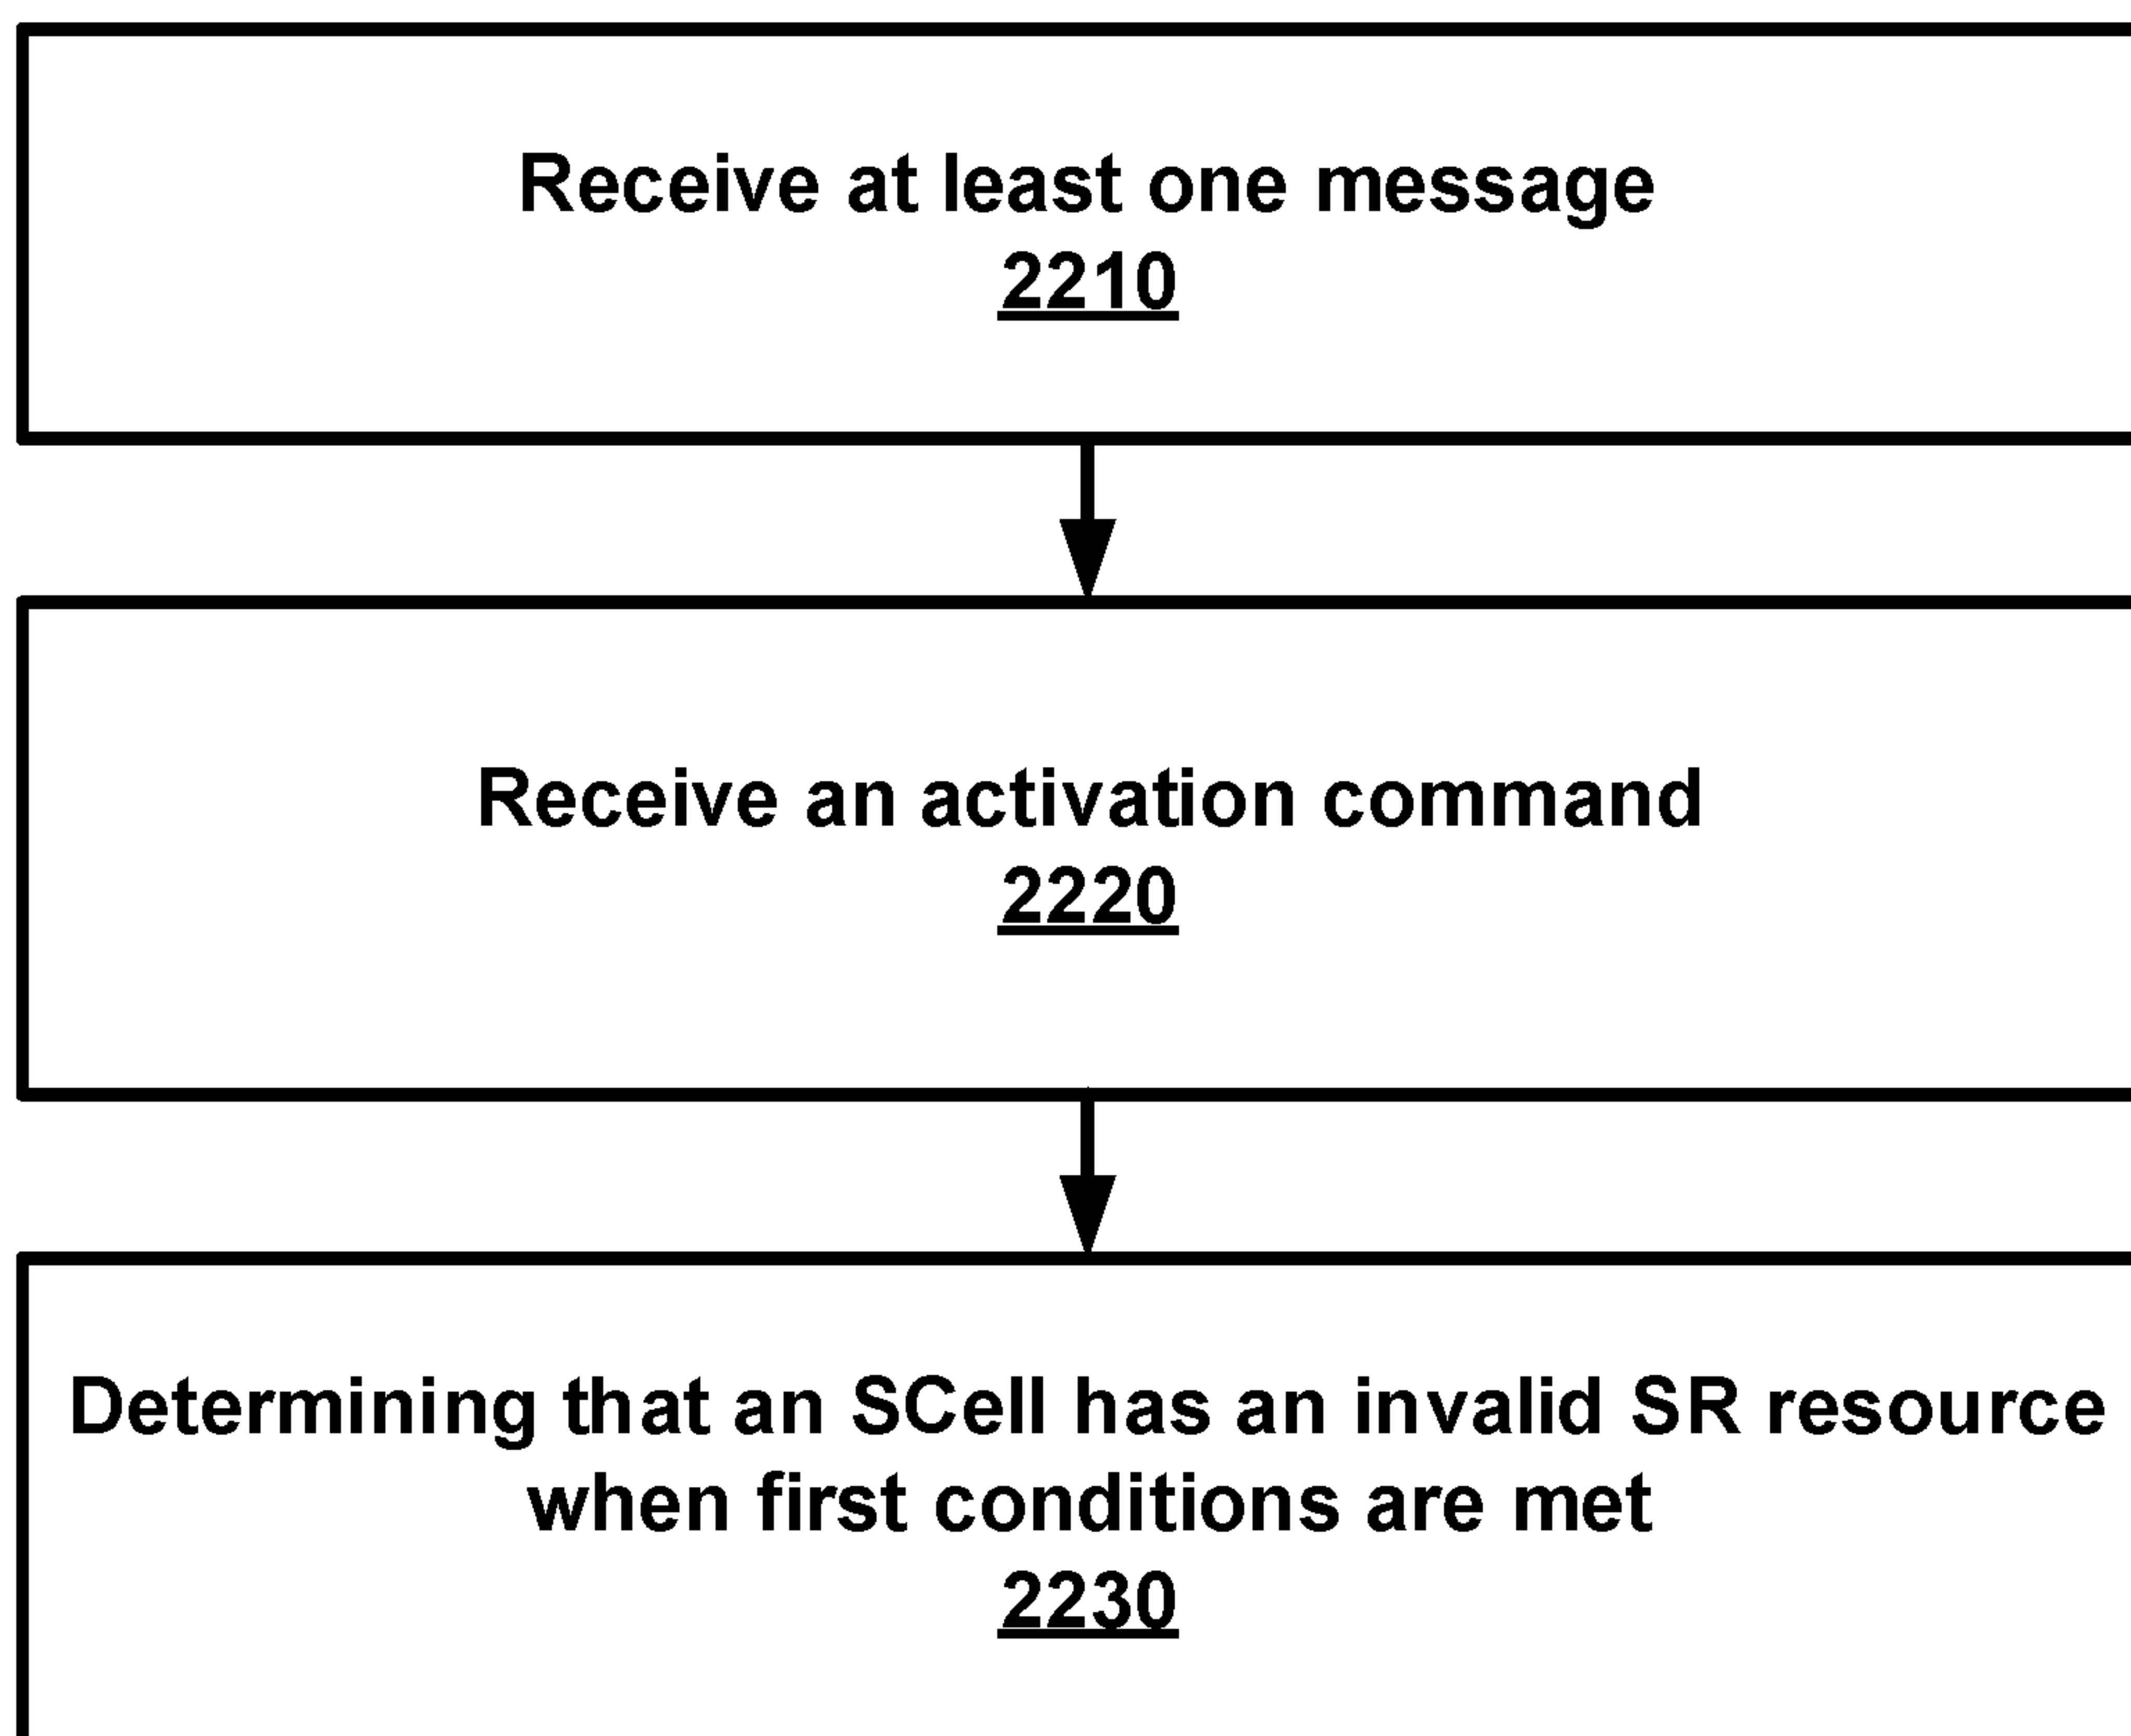 Receive at least one message
2210
Receive an activation command
2220
Determining that an SCell has an invalid SR resource
when first conditions are met
2230